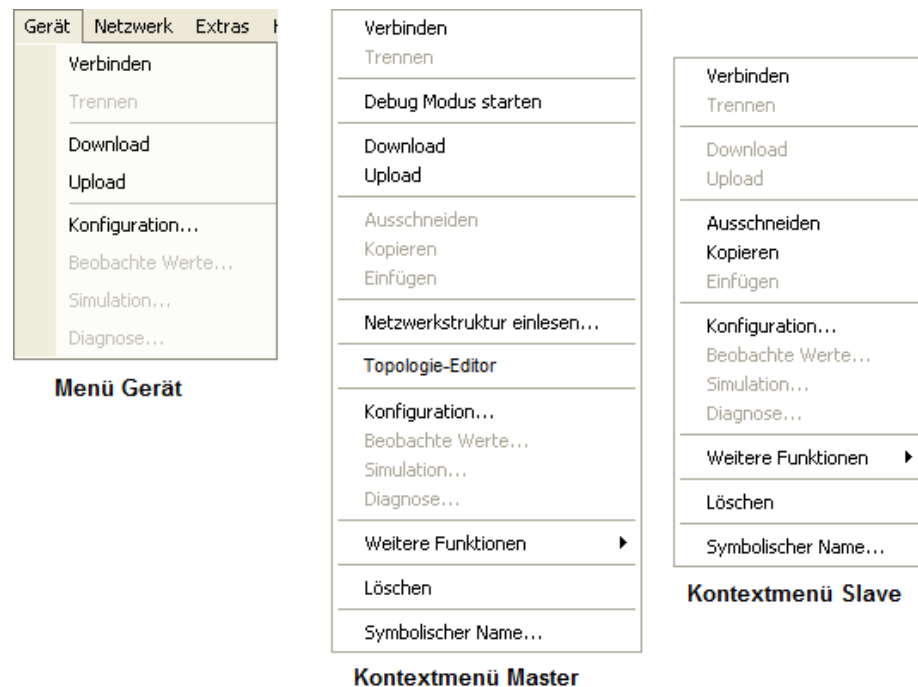 Gerät Netzwerk Extras
Verbinden
Trennen
Download
Upload
Konfiguration...
Beobachte Werte...
Simulation...
Diagnose...
Menü Gerät
Verbinden
Trennen
Debug Modus starten
Download
Upload
Ausschneiden
Kopieren
Einfügen
Netzwerkstruktur einlesen...
Topologie-Editor
Konfiguration...
Beobachte Werte...
Simulation...
Diagnose...
Weitere Funktionen
Löschen
Symbolischer Name...
Kontextmenü Master
Verbinden
Trennen
Download
Upload
Ausschneiden
Kopieren
Einfügen
Konfiguration...
Beobachte Werte...
Simulation...
Diagnose...
Weitere Funktionen
Löschen
Symbolischer Name...
Kontextmenü Slave